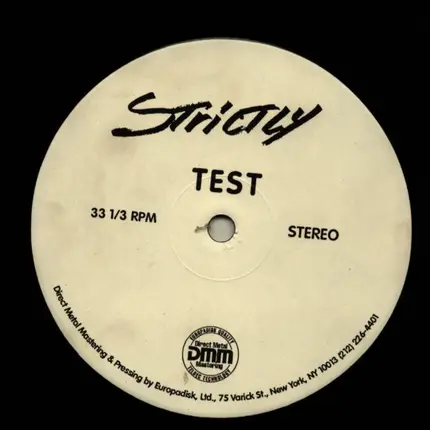 Strictly
TEST
33 1/3 RPM
STEREO
EUROPADISK QUALITY
Direct Metal
DMM
Mastering
TELDEC TECHNOLOGY
Direct Metal Mastering & Pressing by Europadisk, Ltd., 75 Varick St., New York, NY 10013 (212) 226-4401